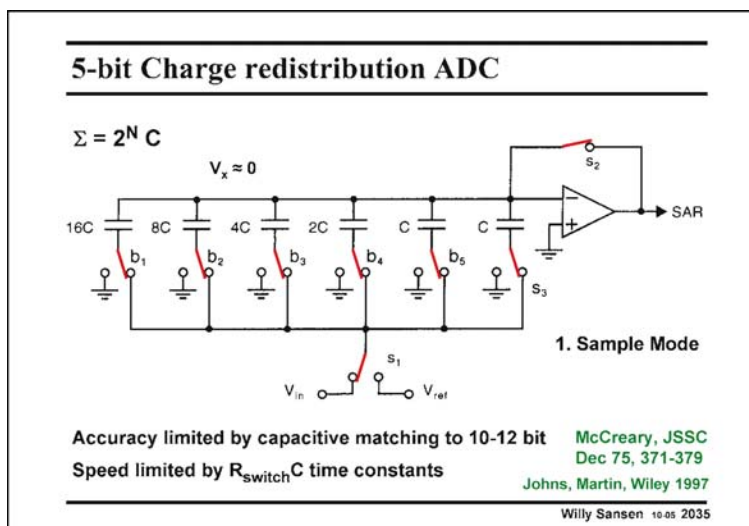 5-bit Charge redistribution ADC
Σ = 2^N C
V_x ≈ 0
s_2
SAR
16C 8C 4C 2C C C
b_1 b_2 b_3 b_4 b_5 s_3
s_1
1. Sample Mode
V_in V_ref
Accuracy limited by capacitive matching to 10-12 bit
Speed limited by R_switchC time constants
McCreary, JSSC
Dec 75, 371-379
Johns, Martin, Wiley 1997
Willy Sansen 10-05 2035